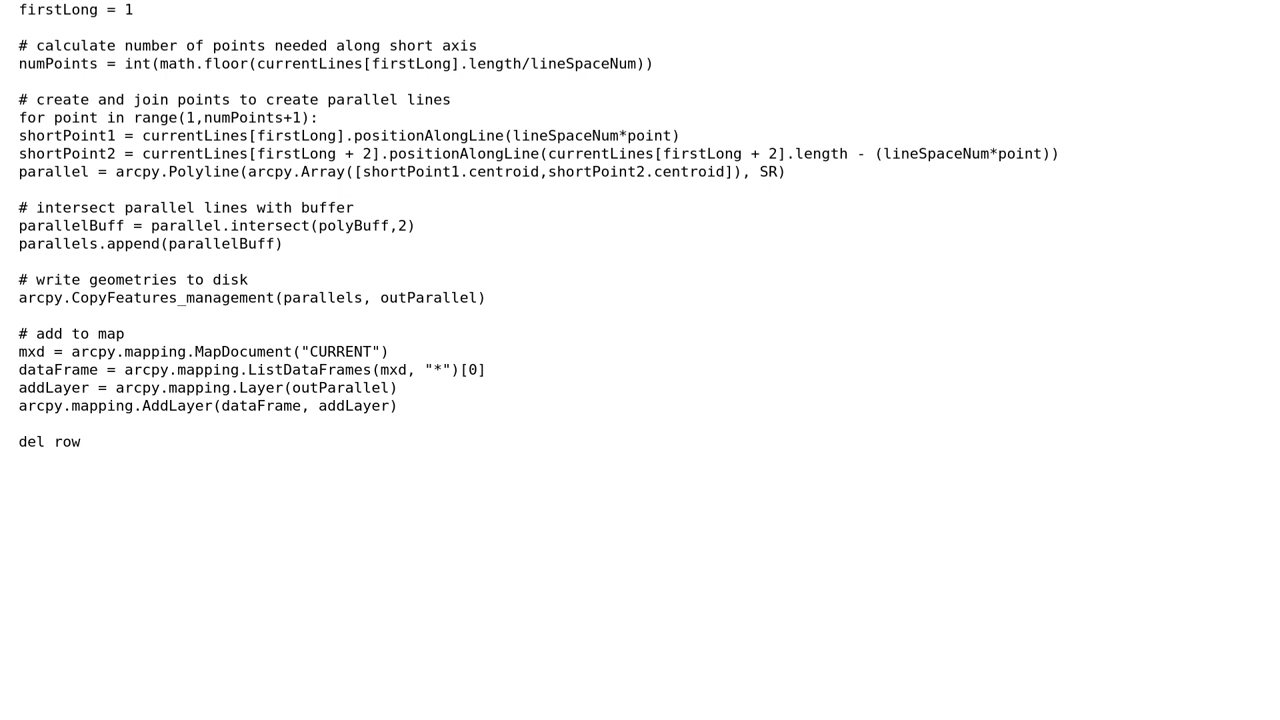 firstLong = 1
# calculate number of points needed along short axis
numPoints = int(math.floor(currentLines[firstLong].length/lineSpaceNum))
# create and join points to create parallel lines
for point in range(1,numPoints+1):
shortPoint1 = currentLines[firstLong].positionAlongLine(lineSpaceNum*point)
shortPoint2 = currentLines[firstLong + 2].positionAlongLine(currentLines[firstLong + 2].length - (lineSpaceNum*point))
parallel = arcpy.Polyline(arcpy.Array([shortPoint1.centroid,shortPoint2.centroid]), SR)
# intersect parallel lines with buffer
parallelBuff = parallel.intersect(polyBuff,2)
parallels.append(parallelBuff)
# write geometries to disk
arcpy.CopyFeatures_management(parallels, outParallel)
# add to map
mxd = arcpy.mapping.MapDocument("CURRENT")
dataFrame = arcpy.mapping.ListDataFrames(mxd, "*")[0]
addLayer = arcpy.mapping.Layer(outParallel)
arcpy.mapping.AddLayer(dataFrame, addLayer)
del row